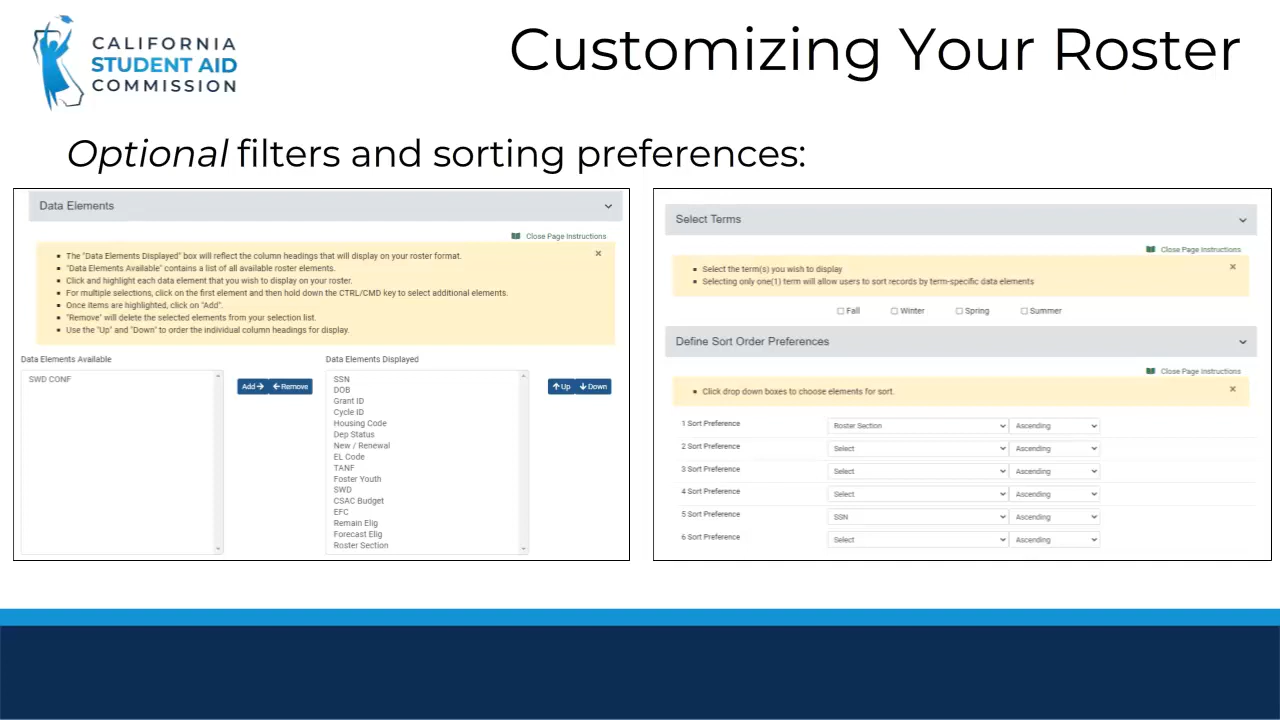 CALIFORNIA
STUDENT AID
COMMISSION
Customizing Your Roster
Optional filters and sorting preferences:
Data Elements
Close Page Instructions
The "Data Elements Displayed" box will reflect the column headings that will display on your roster format.
"Data Elements Available" contains a list of all available roster elements.
Click and highlight each data element that you wish to display on your roster.
For multiple selections, click on the first element and then hold down the CTRL/CMD key to select additional elements.
Once items are highlighted, click on "Add".
"Remove" will delete the selected elements from your selection list.
Use the "Up" and "Down" to order the individual column headings for display.
Data Elements Available
SWD CONF
Add
Remove
Data Elements Displayed
SSN
DOB
Grant ID
Cycle ID
Housing Code
Dep Status
New / Renewal
EL Code
TANF
Foster Youth
SWD
CSAC Budget
EFC
Remain Elig
Forecast Elig
Roster Section
Up
Down
Select Terms
Close Page Instructions
Select the term(s) you wish to display
Selecting only one(1) term will allow users to sort records by term-specific data elements
Fall Winter Spring Summer
Define Sort Order Preferences
Close Page Instructions
Click drop down boxes to choose elements for sort.
1 Sort Preference Roster Section Ascending
2 Sort Preference Select Ascending
3 Sort Preference Select Ascending
4 Sort Preference Select Ascending
5 Sort Preference SSN Ascending
6 Sort Preference Select Ascending